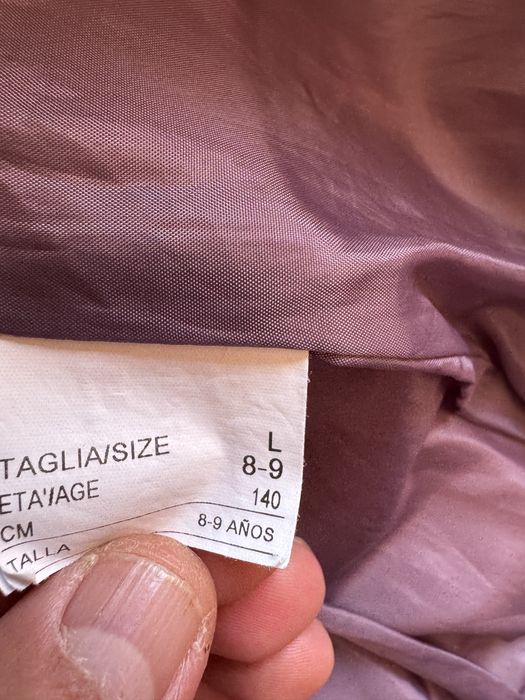 TAGLIA/SIZE L
ETA'/AGE 8-9
CM 140
TALLA 8-9 AÑOS